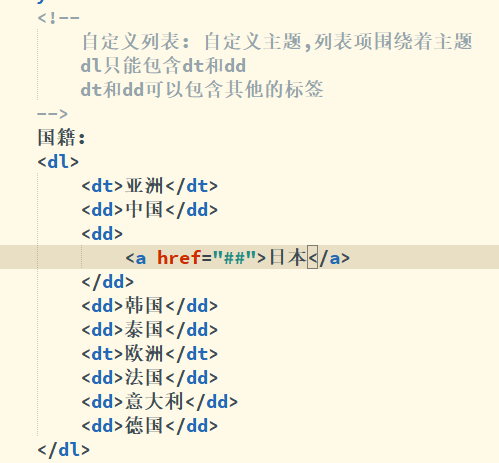 <!--
自定义列表: 自定义主题,列表项围绕着主题
dl只能包含dt和dd
dt和dd可以包含其他的标签
-->
国籍:
<dl>
<dt>亚洲</dt>
<dd>中国</dd>
<dd>
<a href="##">日本</a>
</dd>
<dd>韩国</dd>
<dd>泰国</dd>
<dt>欧洲</dt>
<dd>法国</dd>
<dd>意大利</dd>
<dd>德国</dd>
</dl>